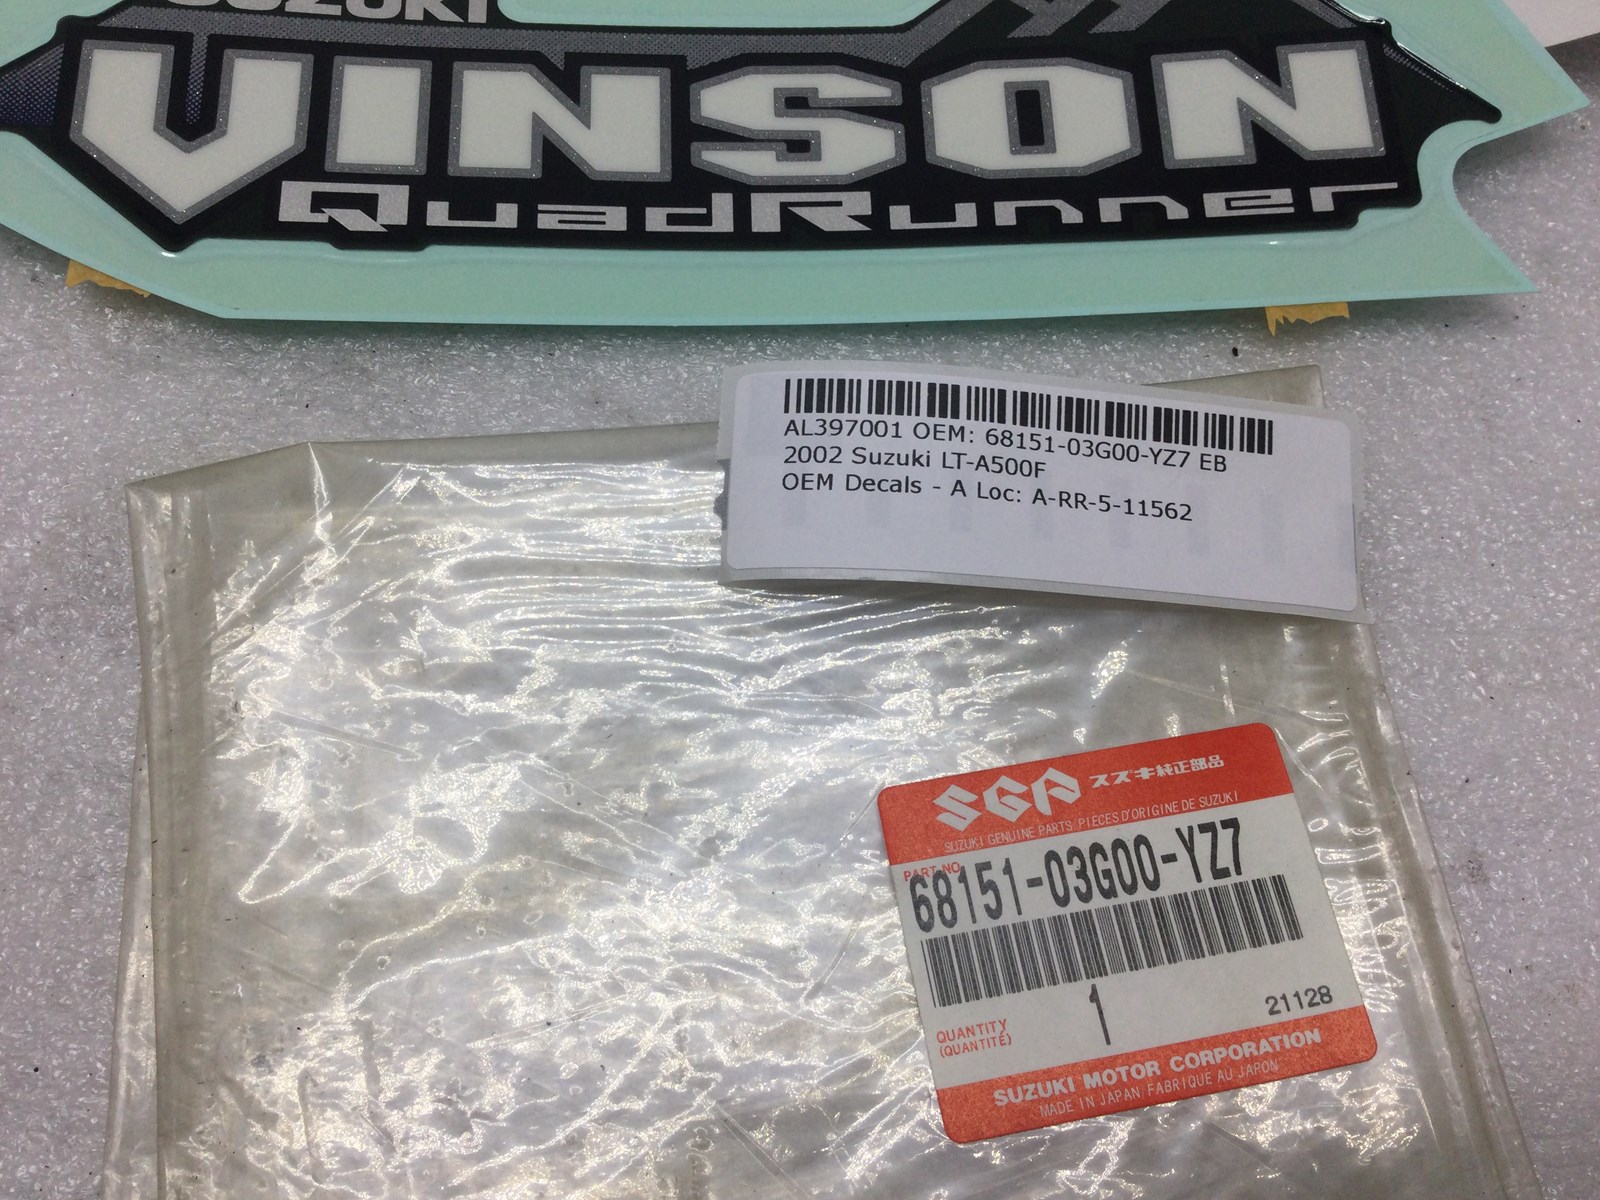 SUZUKI
VINSON
QUADRUNNER
AL397001 OEM: 68151-03G00-YZ7 EB
2002 Suzuki LT-A500F
OEM Decals - A Loc: A-RR-5-11562
SGP スズキ純正部品
SUZUKI GENUINE PARTS PIECES D'ORIGINE DE SUZUKI
PART NO.
68151-03G00-YZ7
1
21128
QUANTITY
(QUANTITÉ)
SUZUKI MOTOR CORPORATION
MADE IN JAPAN/FABRIQUE AU JAPON